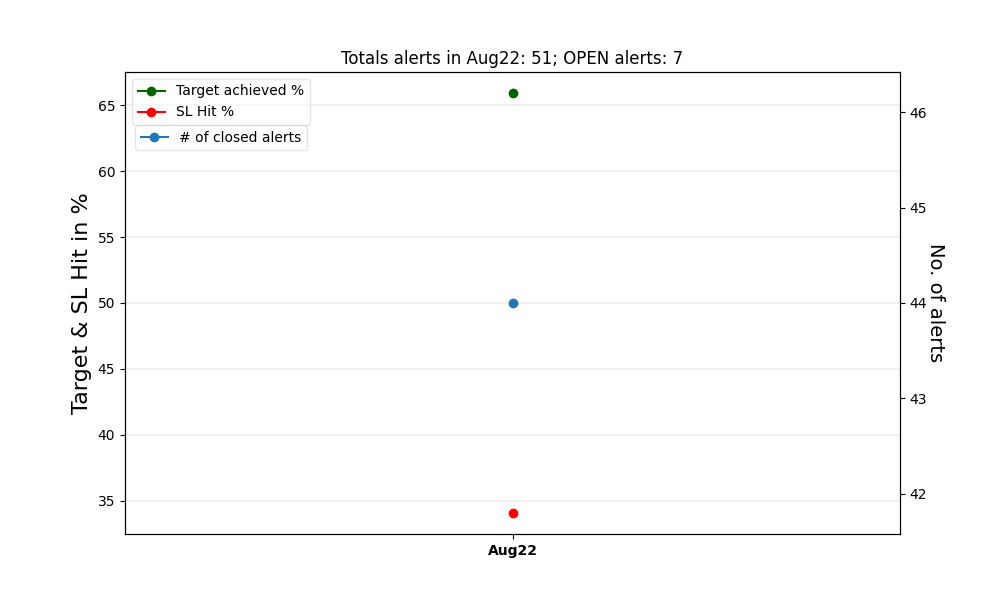 Totals alerts in Aug22: 51; OPEN alerts: 7
Target achieved %
SL Hit %
# of closed alerts
Target & SL Hit in %
65
60
55
50
45
40
35
46
45
44
43
42
No. of alerts
Aug22